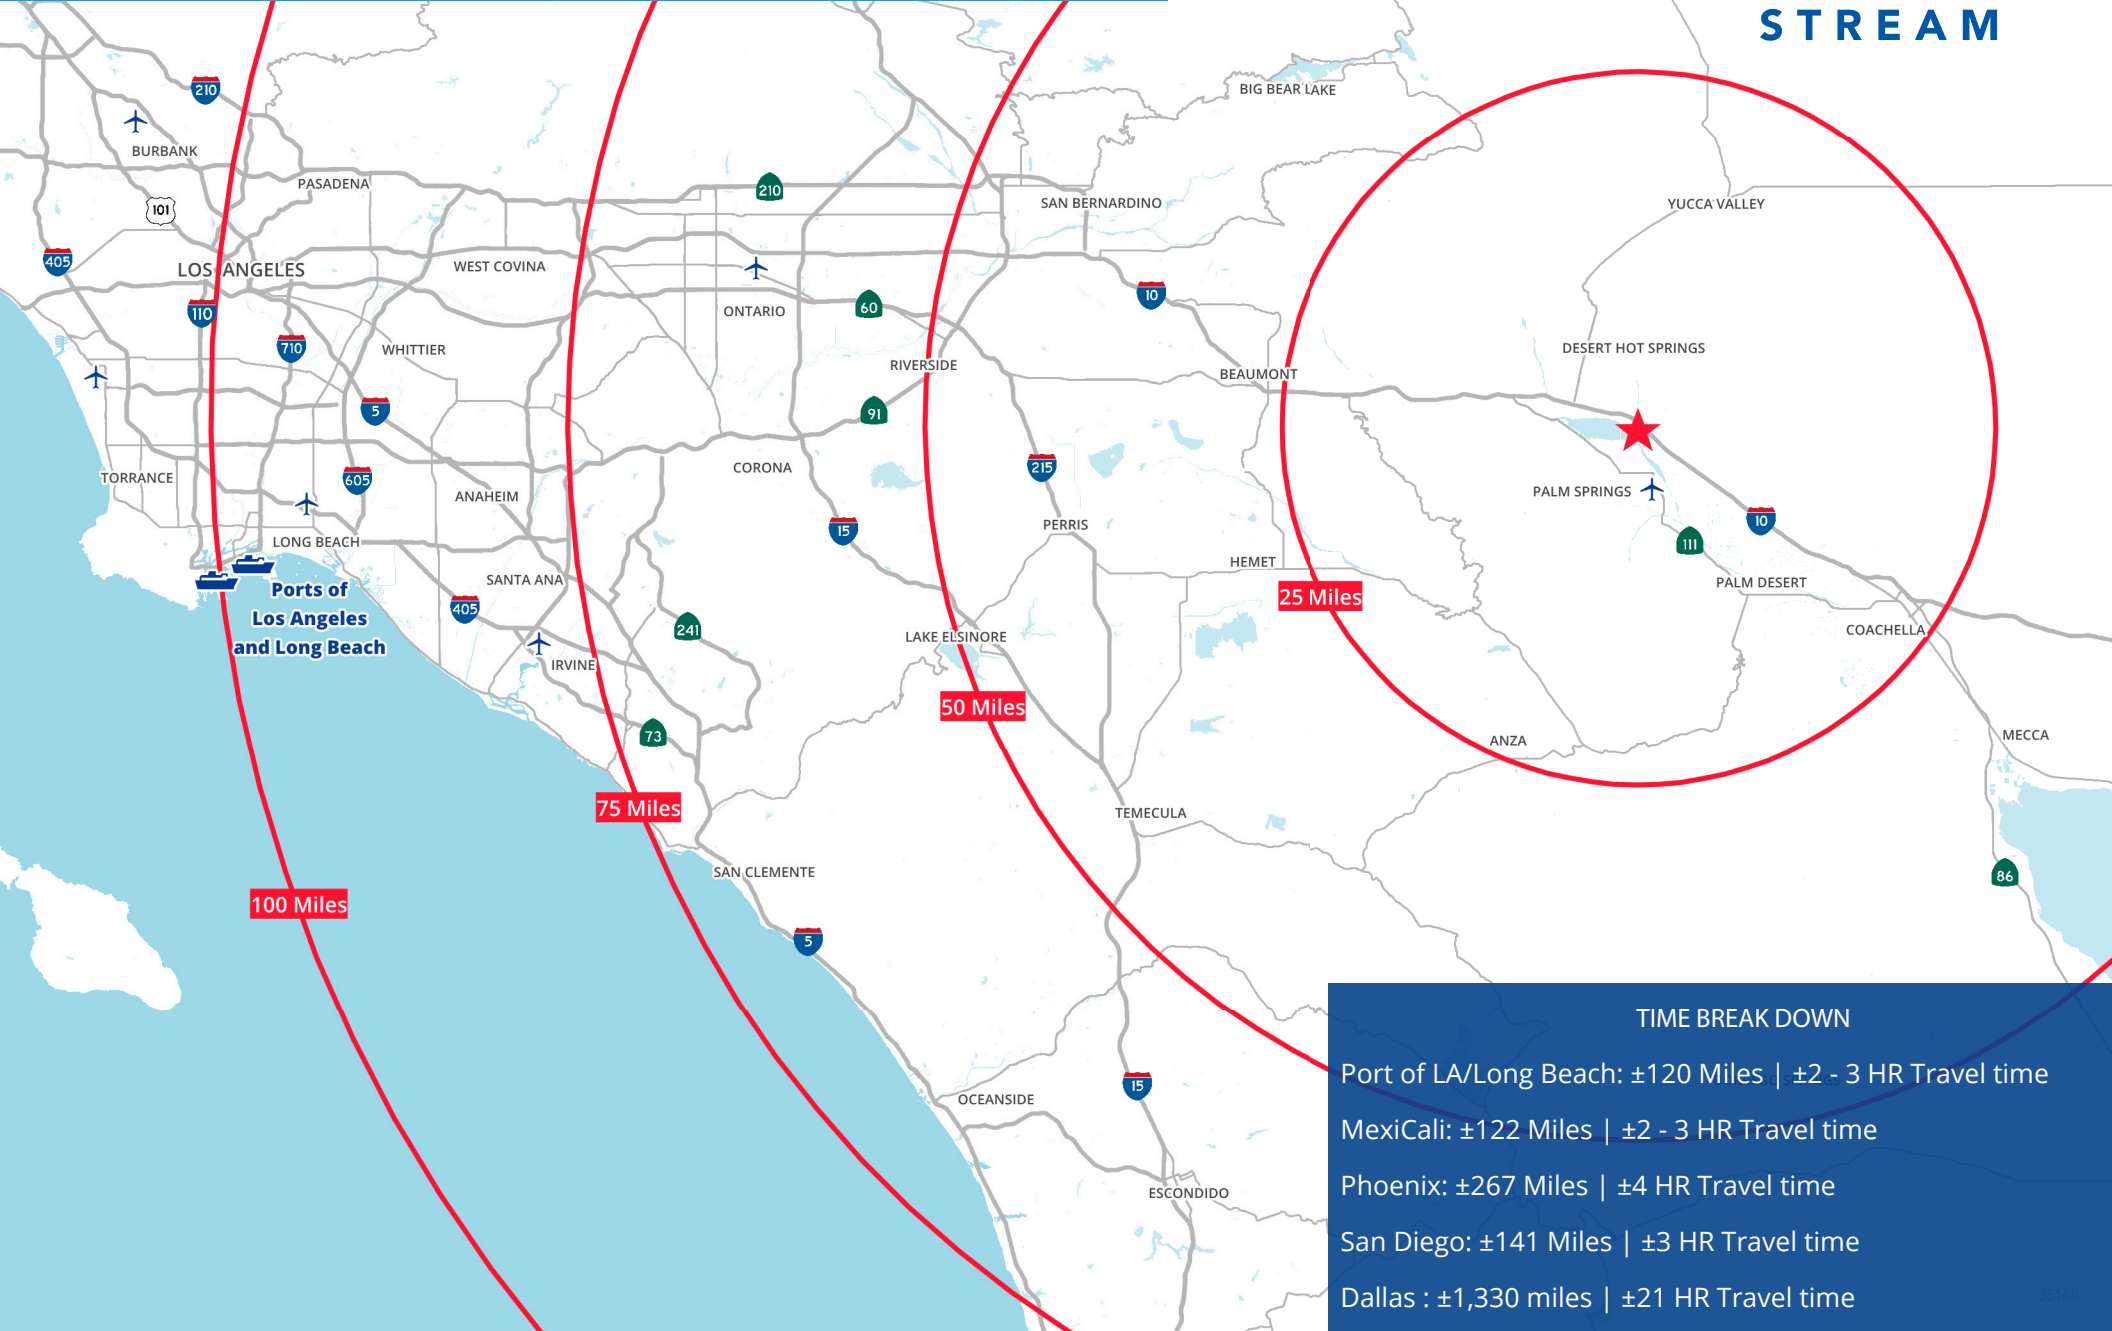 STREAM
210
BURBANK
PASADENA
101
405
LOS ANGELES
110
710
WHITTIER
5
WEST COVINA
210
ONTARIO
60
RIVERSIDE
91
BIG BEAR LAKE
SAN BERNARDINO
10
BEAUMONT
YUCCA VALLEY
DESERT HOT SPRINGS
TORRANCE
605
ANAHEIM
CORONA
15
215
PERRIS
HEMET
PALM SPRINGS
10
111
PALM DESERT
COACHELLA
LONG BEACH
SANTA ANA
405
Ports of
Los Angeles
and Long Beach
IRVINE
241
73
LAKE ELSINORE
25 Miles
50 Miles
75 Miles
100 Miles
ANZA
MECCA
TEMECULA
86
SAN CLEMENTE
5
OCEANSIDE
15
ESCONDIDO
TIME BREAK DOWN
Port of LA/Long Beach: ±120 Miles | ±2 - 3 HR Travel time
MexiCali: ±122 Miles | ±2 - 3 HR Travel time
Phoenix: ±267 Miles | ±4 HR Travel time
San Diego: ±141 Miles | ±3 HR Travel time
Dallas : ±1,330 miles | ±21 HR Travel time